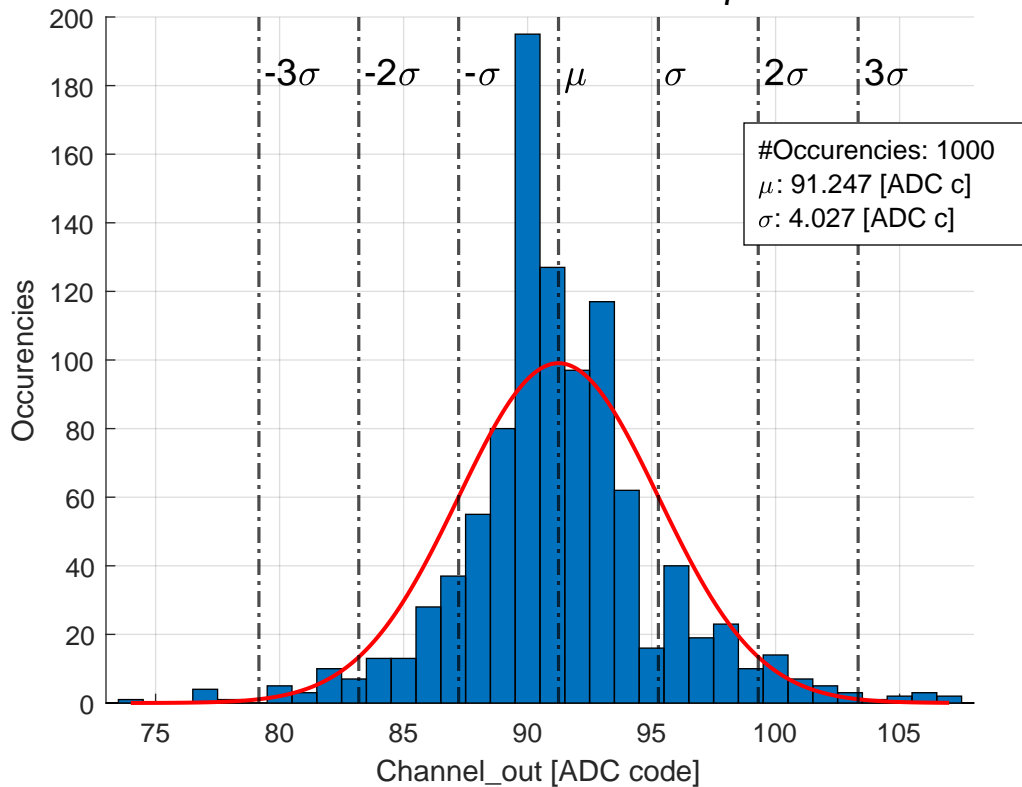 200
180
160
140
120
100
80
60
40
20
0
Occurencies
-3σ -2σ -σ μ σ 2σ 3σ
#Occurencies: 1000
μ: 91.247 [ADC c]
σ: 4.027 [ADC c]
75 80 85 90 95 100 105
Channel_out [ADC code]